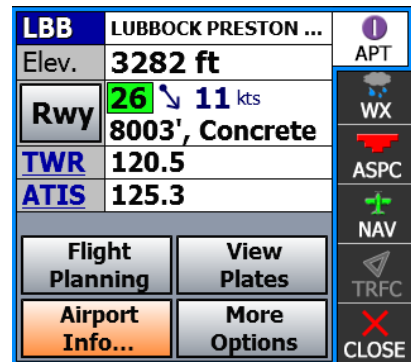 LBB LUBBOCK PRESTON ...
Elev. 3282 ft
Rwy 26 11 kts
8003', Concrete
TWR 120.5
ATIS 125.3
Flight Planning
View Plates
Airport Info...
More Options
APT
WX
ASPC
NAV
TRFC
CLOSE